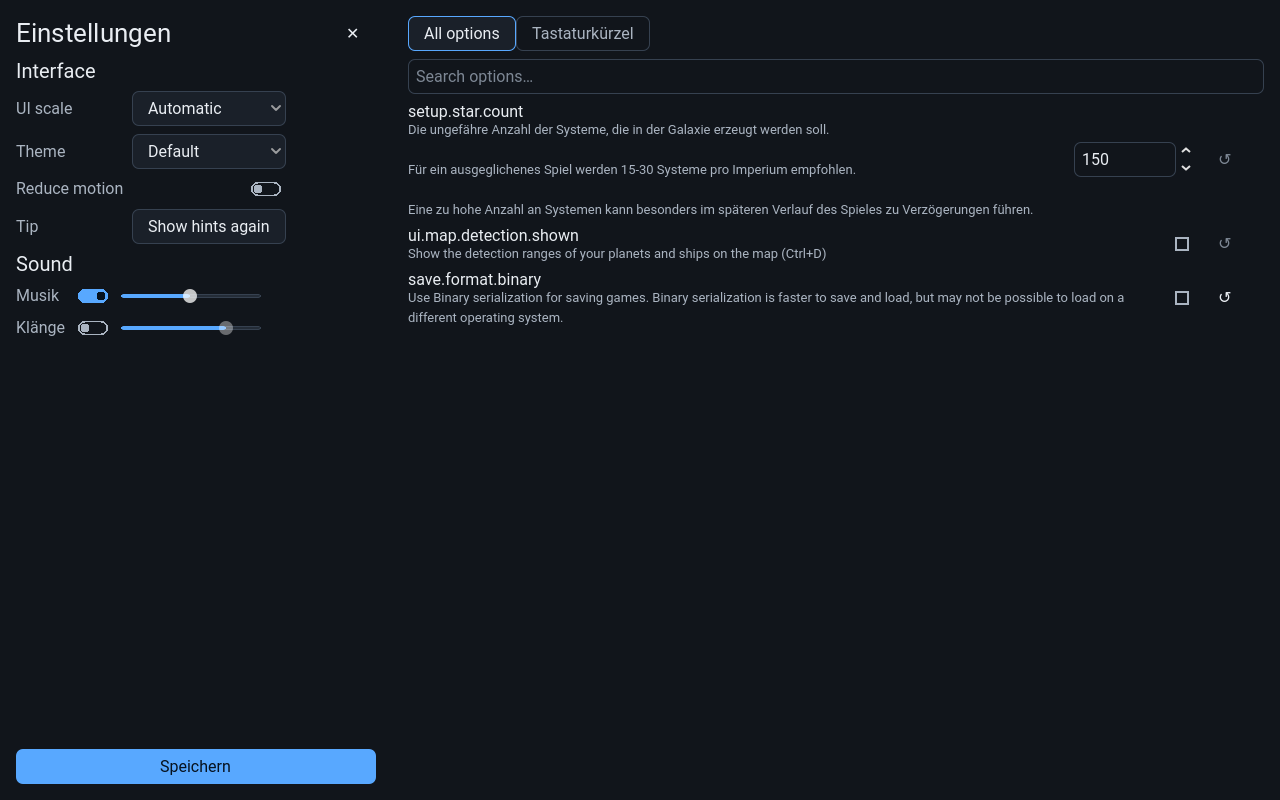 Einstellungen
Interface
UI scale
Automatic
Theme
Default
Reduce motion
Tip
Show hints again
Sound
Musik
Klänge
Speichern
All options
Tastaturkürzel
Search options…
setup.star.count
Die ungefähre Anzahl der Systeme, die in der Galaxie erzeugt werden soll.
Für ein ausgeglichenes Spiel werden 15-30 Systeme pro Imperium empfohlen.
Eine zu hohe Anzahl an Systemen kann besonders im späteren Verlauf des Spieles zu Verzögerungen führen.
150
ui.map.detection.shown
Show the detection ranges of your planets and ships on the map (Ctrl+D)
save.format.binary
Use Binary serialization for saving games. Binary serialization is faster to save and load, but may not be possible to load on a
different operating system.